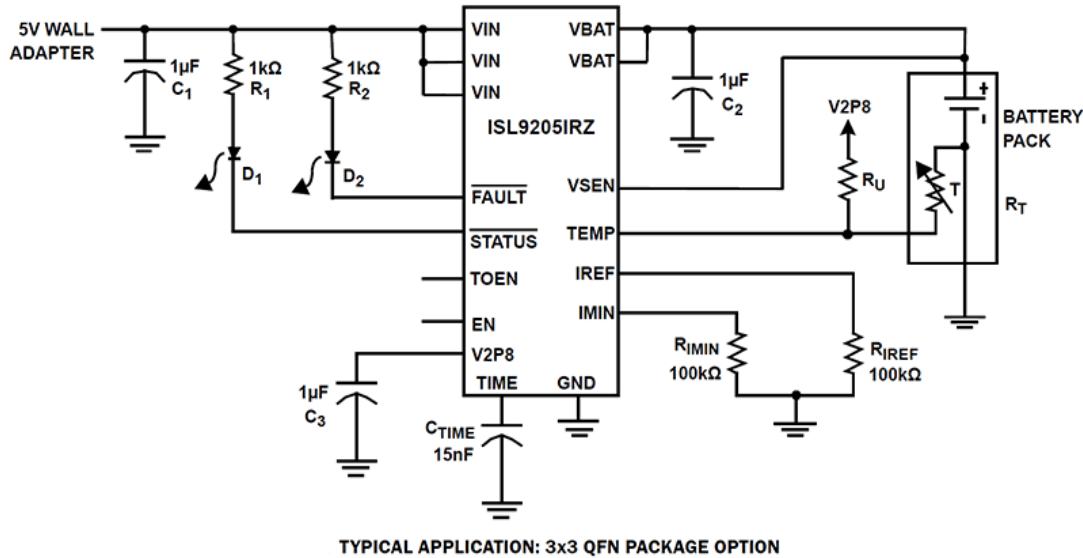 5V WALL
ADAPTER
1µF
C1
1kΩ
R1
1kΩ
R2
D1
D2
VIN
VIN
VIN
FAULT
STATUS
TOEN
EN
V2P8
TIME
GND
ISL9205IRZ
VBAT
VBAT
VSEN
TEMP
IREF
IMIN
1µF
C2
V2P8
RU
+
-
T
BATTERY
PACK
RT
RIMIN
100kΩ
RIREF
100kΩ
1µF
C3
CTIME
15nF
TYPICAL APPLICATION: 3x3 QFN PACKAGE OPTION